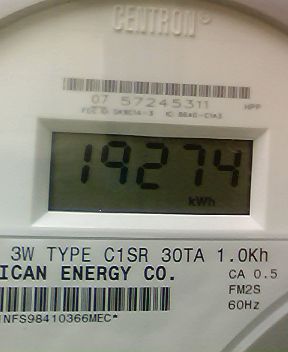 CENTRON®
07 57245311 HPP
19274
kWh
3W TYPE C1SR 30TA 1.0Kh
ICAN ENERGY CO. CA 0.5
FM2S
60Hz
NFS98410366MEC*